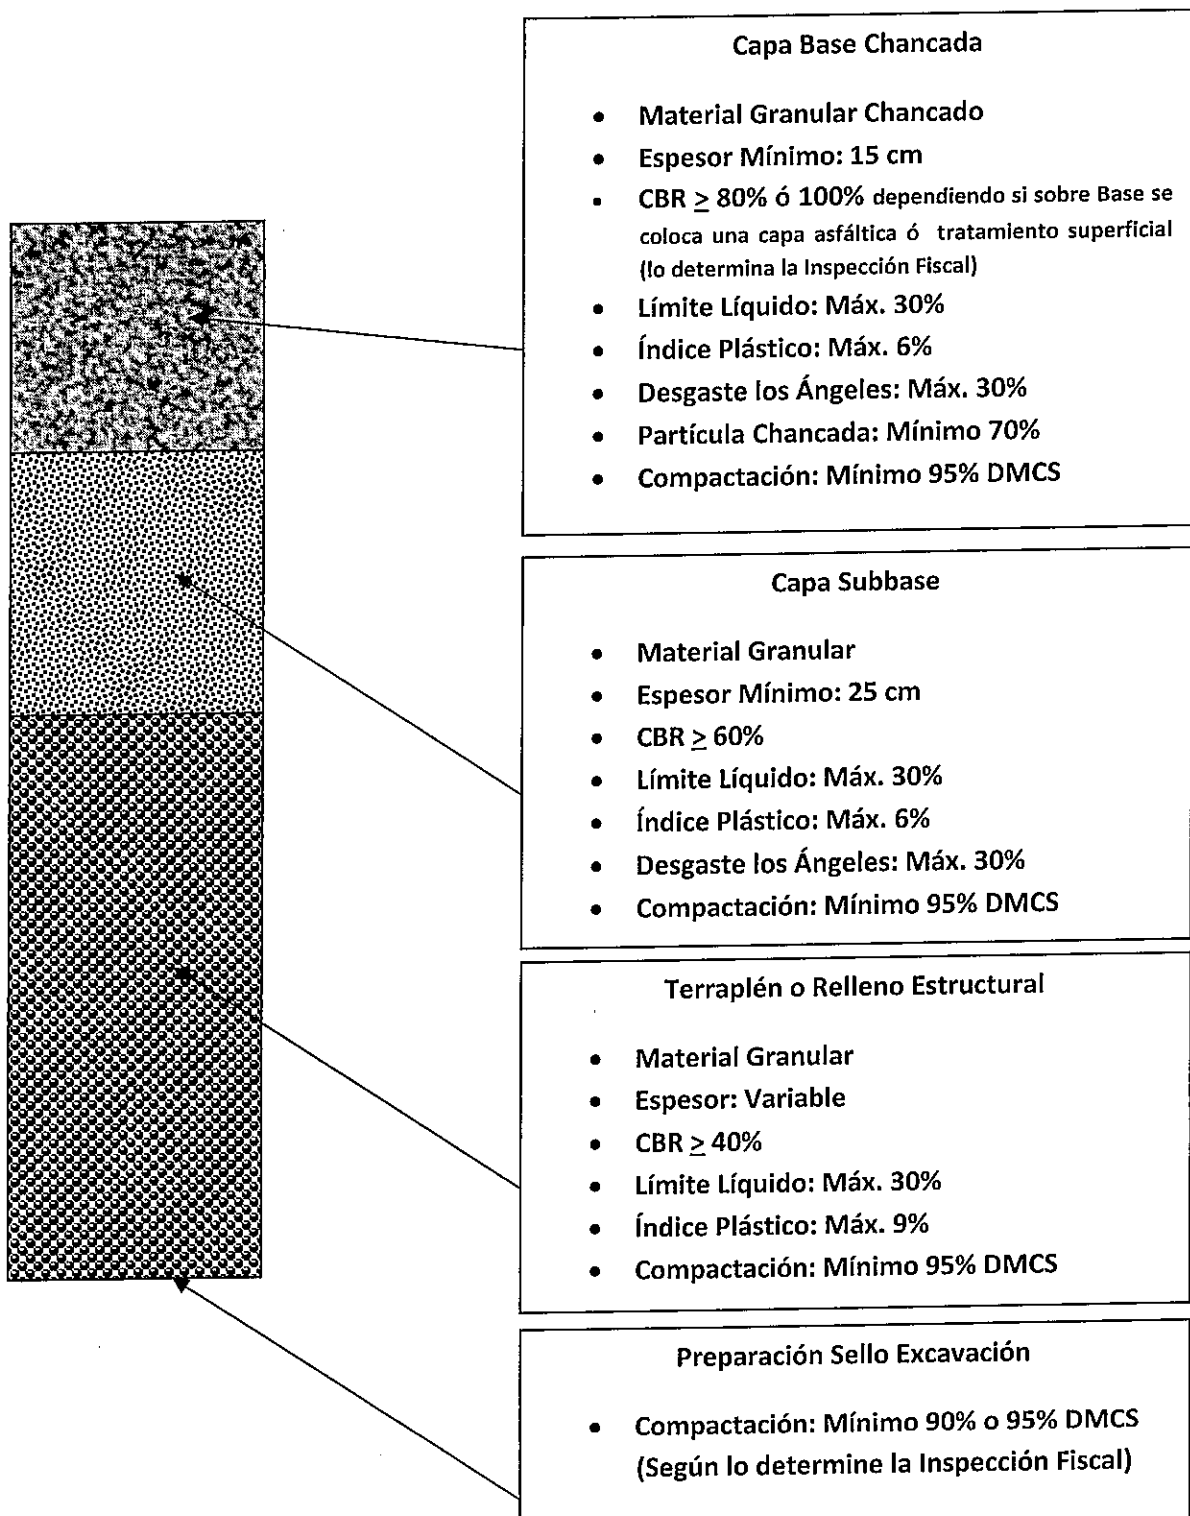 Capa Base Chancada
• Material Granular Chancado
• Espesor Mínimo: 15 cm
• CBR ≥ 80% ó 100% dependiendo si sobre Base se
coloca una capa asfáltica ó tratamiento superficial
(lo determina la Inspección Fiscal)
• Límite Líquido: Máx. 30%
• Índice Plástico: Máx. 6%
• Desgaste los Ángeles: Máx. 30%
• Partícula Chancada: Mínimo 70%
• Compactación: Mínimo 95% DMCS
Capa Subbase
• Material Granular
• Espesor Mínimo: 25 cm
• CBR ≥ 60%
• Límite Líquido: Máx. 30%
• Índice Plástico: Máx. 6%
• Desgaste los Ángeles: Máx. 30%
• Compactación: Mínimo 95% DMCS
Terraplén o Relleno Estructural
• Material Granular
• Espesor: Variable
• CBR ≥ 40%
• Límite Líquido: Máx. 30%
• Índice Plástico: Máx. 9%
• Compactación: Mínimo 95% DMCS
Preparación Sello Excavación
• Compactación: Mínimo 90% o 95% DMCS
(Según lo determine la Inspección Fiscal)